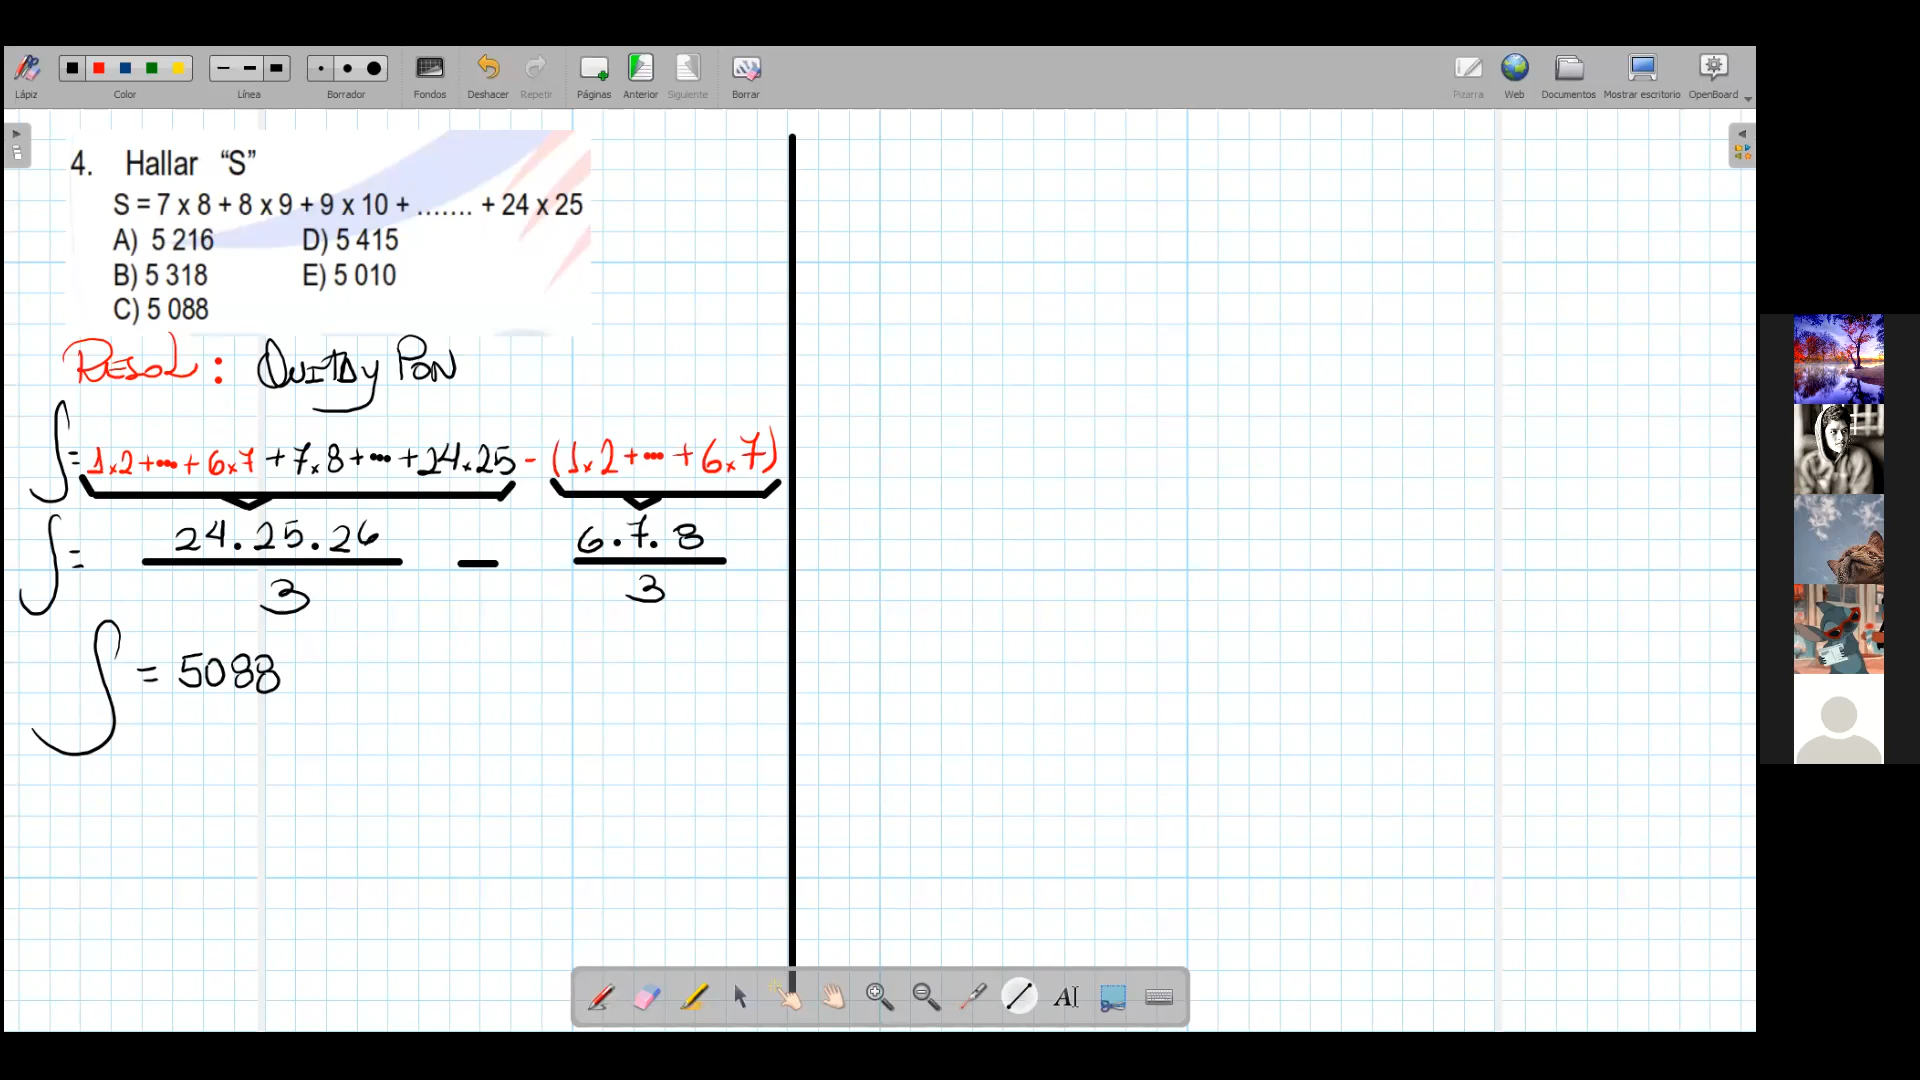 Lápiz Color Línea Borrador Fondos Deshacer Repetir Páginas Anterior Siguiente Borrar Pizarra Web Documentos Mostrar escritorio OpenBoard
4. Hallar “S”
S = 7 x 8 + 8 x 9 + 9 x 10 + ....... + 24 x 25
A) 5 216 D) 5 415
B) 5 318 E) 5 010
C) 5 088
RESOL : QUITA y PON
S = 1x2 + ... + 6x7 + 7x8 + ... + 24x25 - (1x2 + ... + 6x7)
S = 24.25.26 / 3 - 6.7.8 / 3
S = 5088